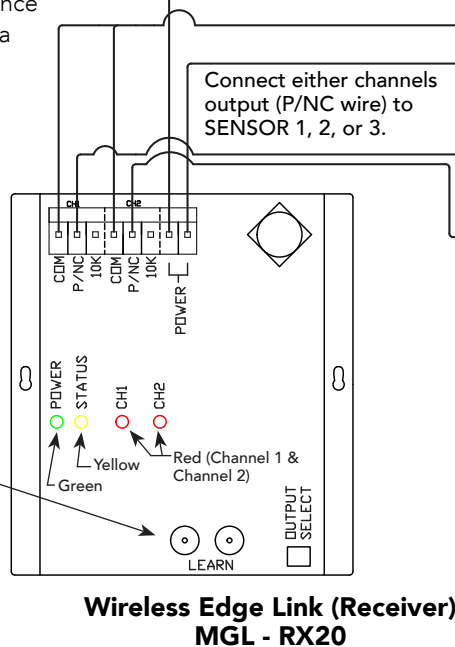 nce
a
Connect either channels
output (P/NC wire) to
SENSOR 1, 2, or 3.
CH1
CH2
COM
P/NC
10K
COM
P/NC
10K
POWER
POWER
STATUS
CH1
CH2
Yellow
Green
Red (Channel 1 &
Channel 2)
OUTPUT
SELECT
LEARN
Wireless Edge Link (Receiver)
MGL - RX20